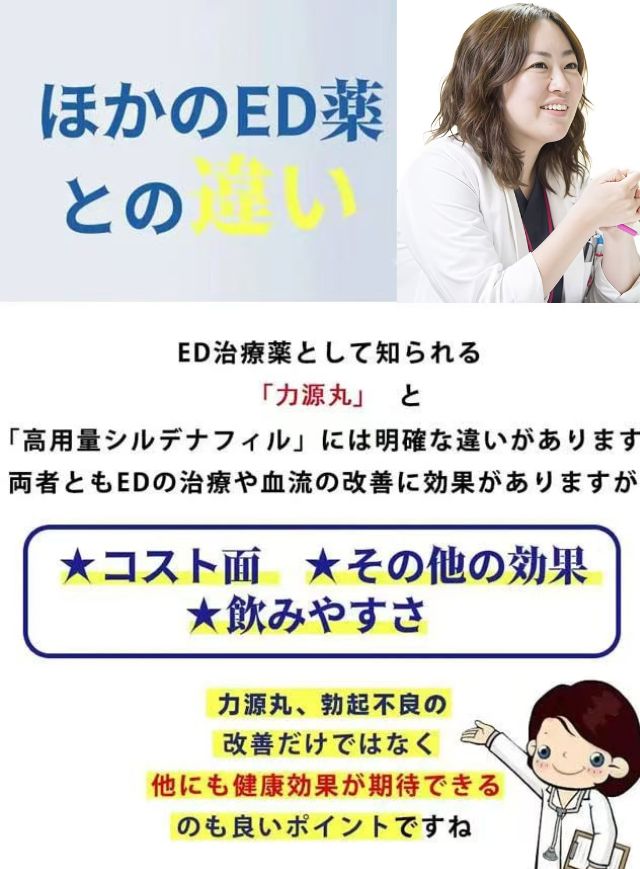 ほかのED薬
との違い
ED治療薬として知られる
「力源丸」 と
「高用量シルデナフィル」には明確な違いがあります
両者ともEDの治療や血流の改善に効果がありますが
★コスト面 ★その他の効果
★飲みやすさ
力源丸、勃起不良の
改善だけではなく
他にも健康効果が期待できる
のも良いポイントですね